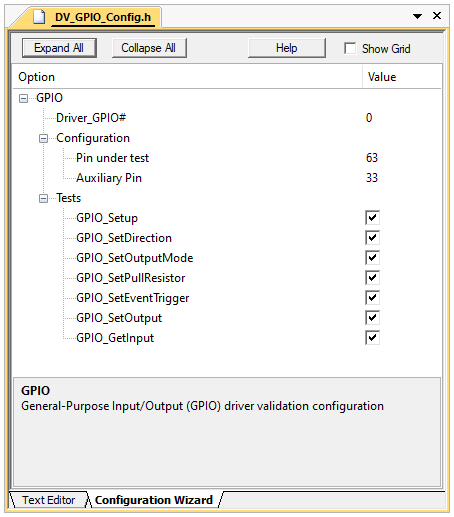 DV_GPIO_Config.h
Expand All Collapse All Help Show Grid
Option Value
GPIO
Driver_GPIO# 0
Configuration
Pin under test 63
Auxiliary Pin 33
Tests
GPIO_Setup
GPIO_SetDirection
GPIO_SetOutputMode
GPIO_SetPullResistor
GPIO_SetEventTrigger
GPIO_SetOutput
GPIO_GetInput
GPIO
General-Purpose Input/Output (GPIO) driver validation configuration
Text Editor Configuration Wizard